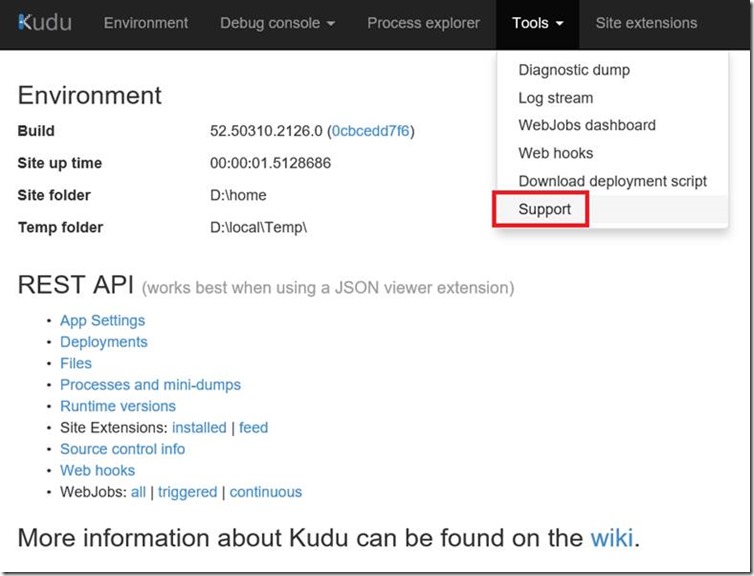 Kudu Environment Debug console Process explorer Tools Site extensions
Diagnostic dump
Log stream
WebJobs dashboard
Web hooks
Download deployment script
Support
Environment
Build 52.50310.2126.0 (0cbcedd7f6)
Site up time 00:00:01.5128686
Site folder D:\home
Temp folder D:\local\Temp\
REST API (works best when using a JSON viewer extension)
• App Settings
• Deployments
• Files
• Processes and mini-dumps
• Runtime versions
• Site Extensions: installed | feed
• Source control info
• Web hooks
• WebJobs: all | triggered | continuous
More information about Kudu can be found on the wiki.